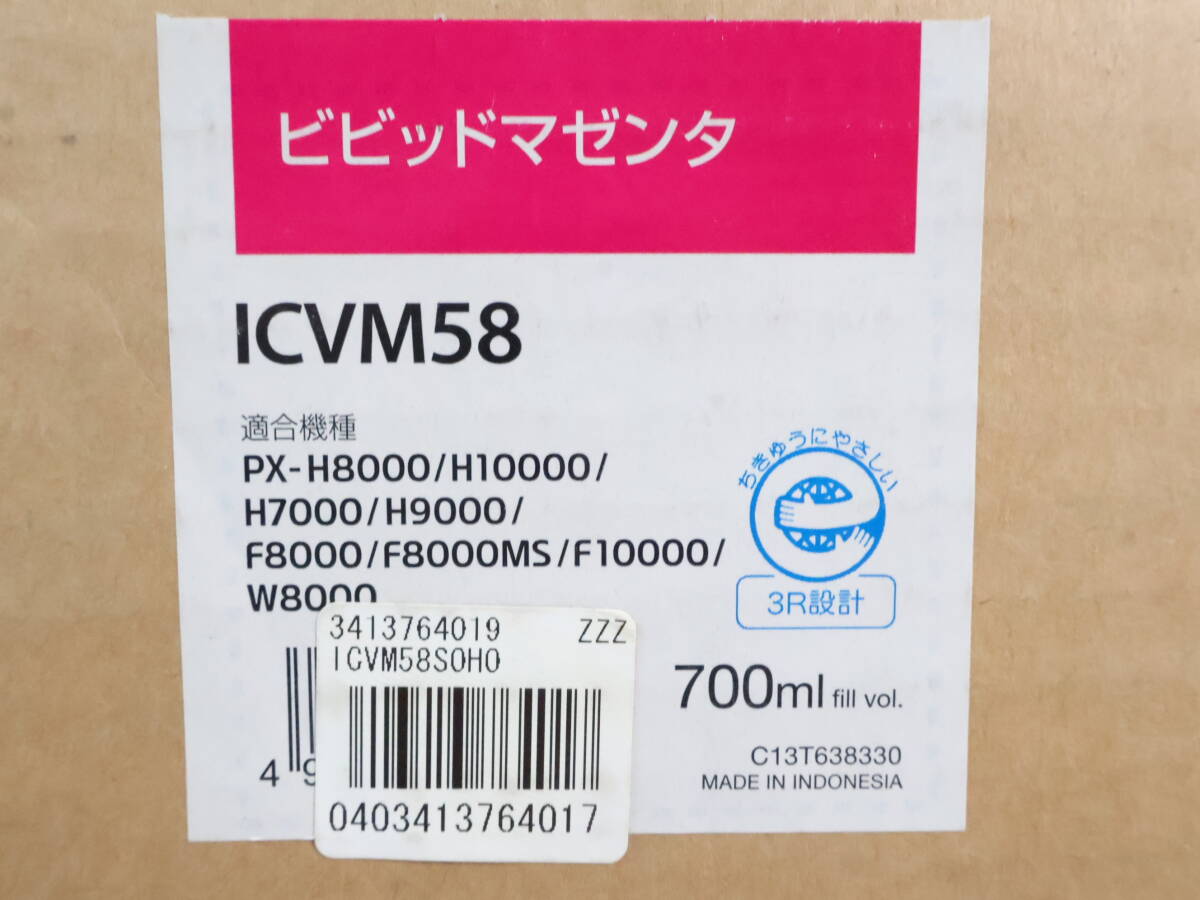 ビビッドマゼンタ
ICVM58
適合機種
PX-H8000/H10000/
H7000/H9000/
F8000/F8000MS/F10000/
W8000
ちきゅうにやさしい
3R設計
3413764019 ZZZ
ICVM58SOHO
0403413764017
49
700ml fill vol.
C13T638330
MADE IN INDONESIA